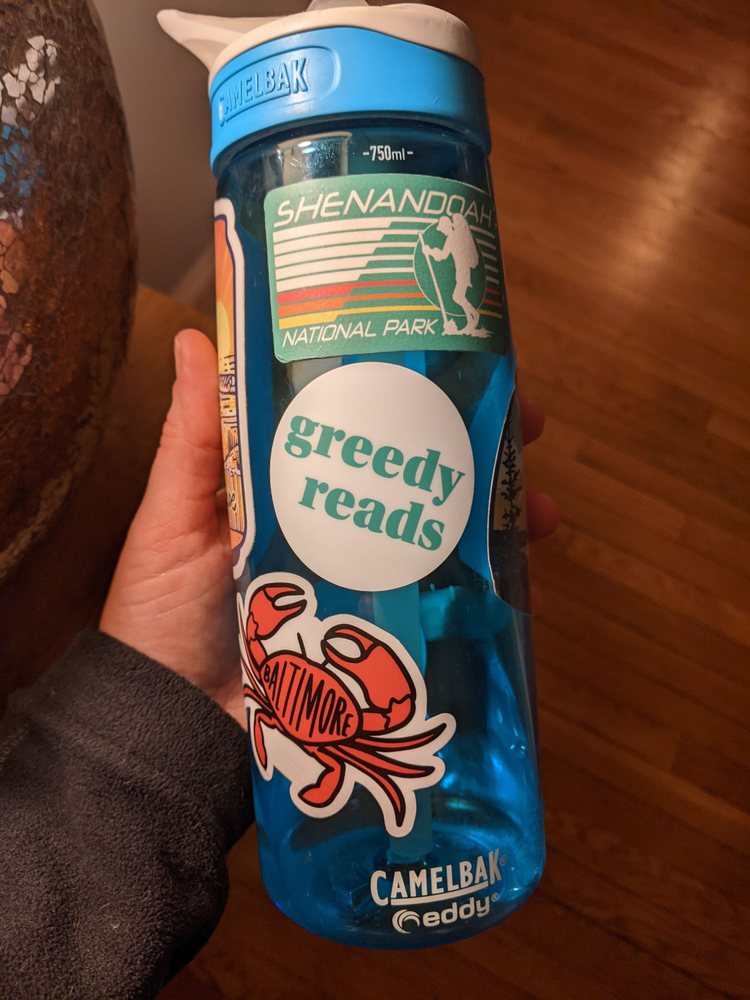 CAMELBAK
-750ml-
SHENANDOAH
NATIONAL PARK
greedy
reads
BALTIMORE
CAMELBAK®
eddy®